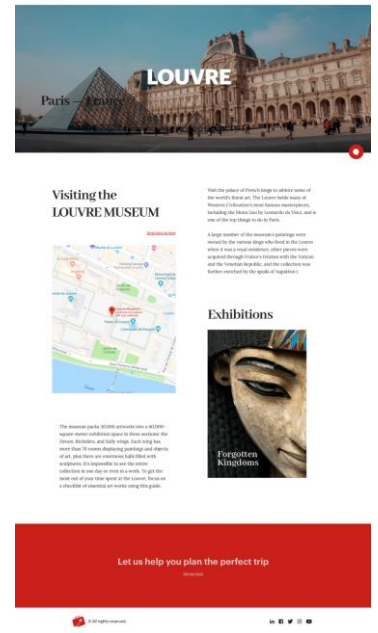 LOUVRE
Paris – Louvre
Visiting the
LOUVRE MUSEUM
The museum packs 30,000 artworks into a 60,000-
square-meter exhibition space in three sections: the
Denon, Richelieu, and Sully wings. Each wing has
more than 70 rooms displaying paintings and objects
of art, plus there are enormous halls filled with
sculptures. It's impossible to see the entire
collection in one day or even in a week. To get the
most out of your time spent at the Louvre, focus on
a checklist of essential art works using this guide.
Visit the palace of French kings to admire some of
the world's finest art. The Louvre holds many of
Western Civilization's most famous masterpieces,
including the Mona Lisa by Leonardo da Vinci, and is
one of the top things to do in Paris.
A large number of the museum's paintings were
owned by the various kings who lived in the Louvre
when it was a royal residence, other pieces were
acquired through France's treaties with the Vatican
and the Venetian Republic, and the collection was
further enriched by the spoils of Napoléon I.
Exhibitions
Forgotten
Kingdoms
Let us help you plan the perfect trip
© All rights reserved